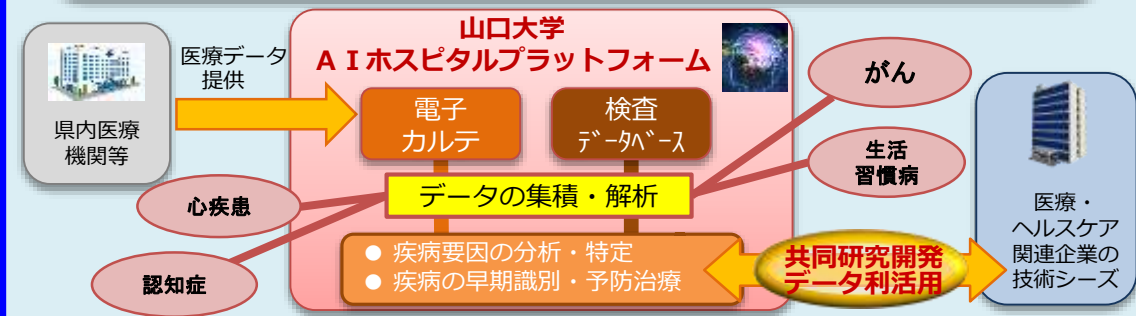 山口大学
ＡＩホスピタルプラットフォーム
県内医療
機関等
医療データ
提供
電子
カルテ
検査
ﾃﾞｰﾀﾍﾞｰｽ
データの集積・解析
● 疾病要因の分析・特定
● 疾病の早期識別・予防治療
心疾患
認知症
がん
生活
習慣病
共同研究開発
データ利活用
医療・
ヘルスケア
関連企業の
技術シーズ